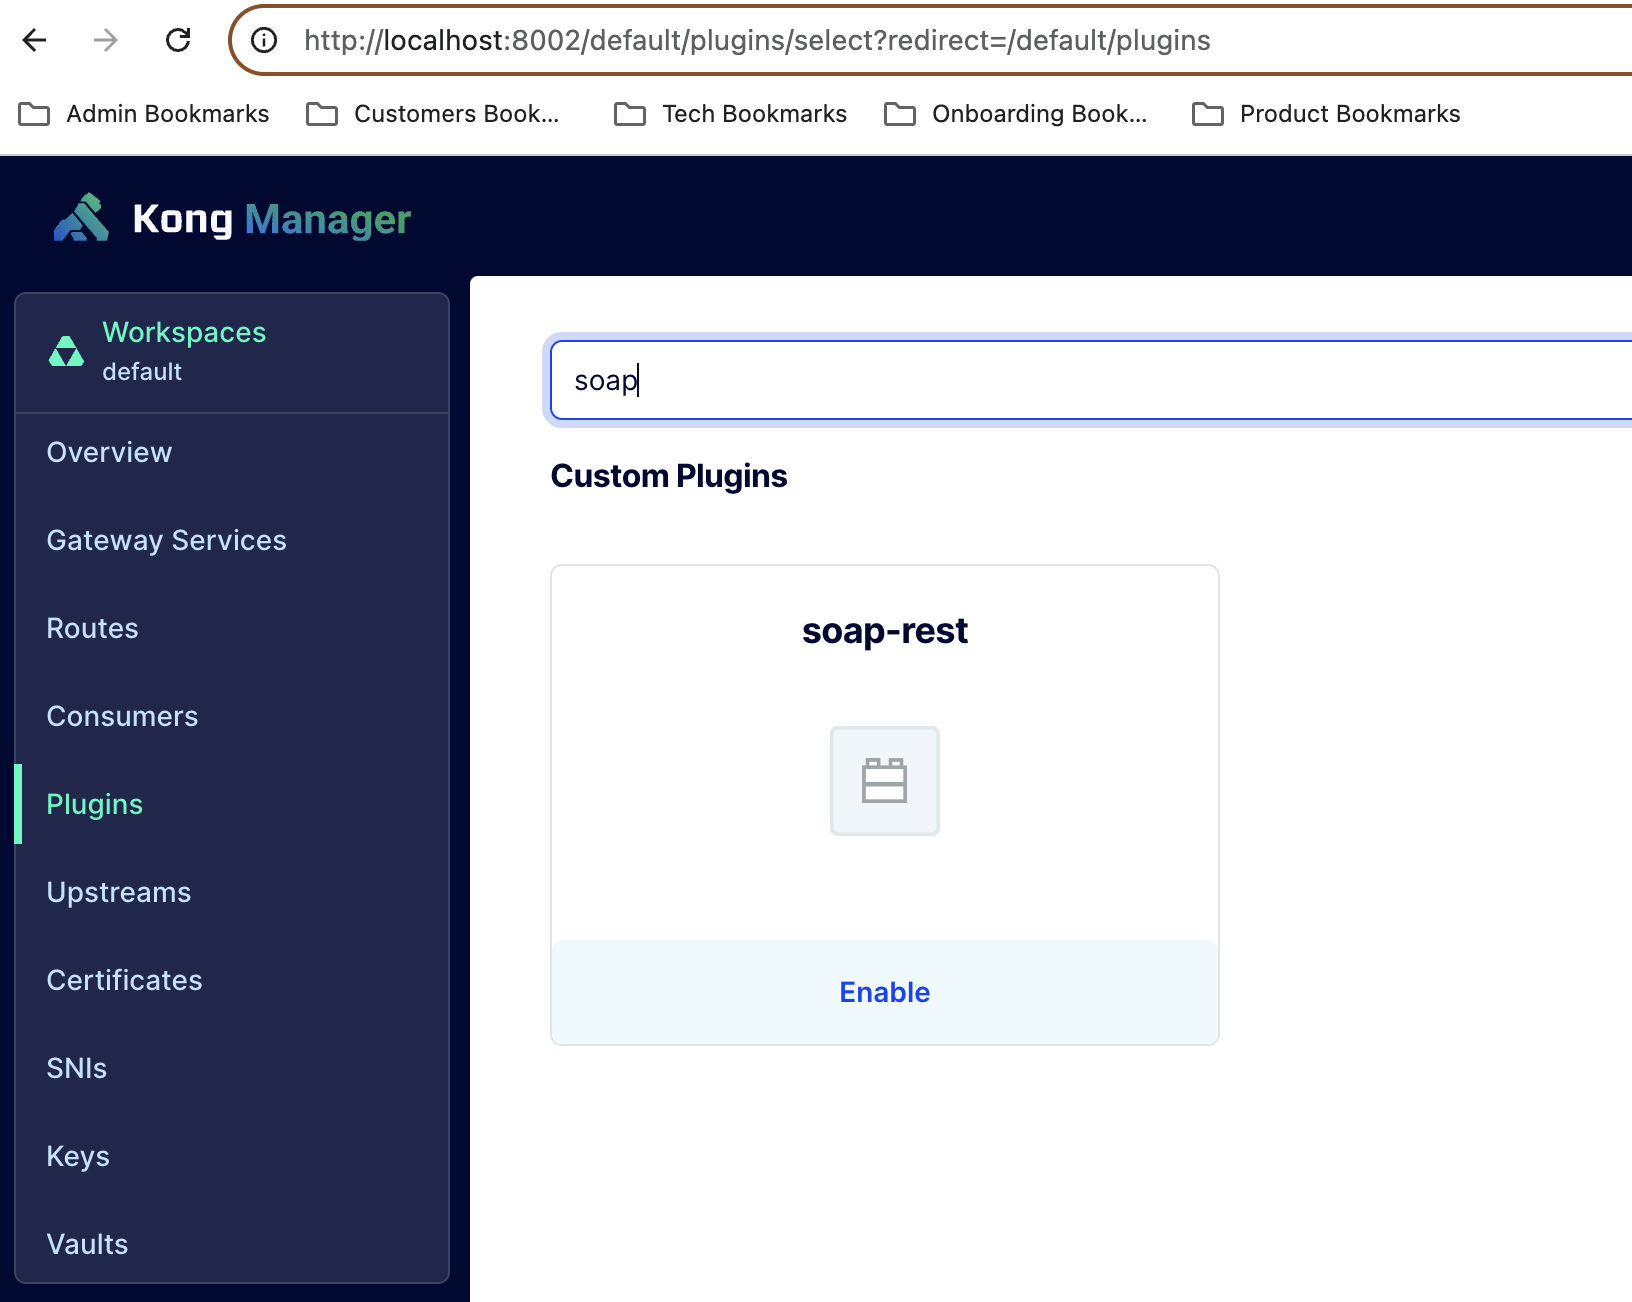 http://localhost:8002/default/plugins/select?redirect=/default/plugins
Admin Bookmarks
Customers Book...
Tech Bookmarks
Onboarding Book...
Product Bookmarks
Kong Manager
Workspaces
default
Overview
Gateway Services
Routes
Consumers
Plugins
Upstreams
Certificates
SNIs
Keys
Vaults
soap
Custom Plugins
soap-rest
Enable